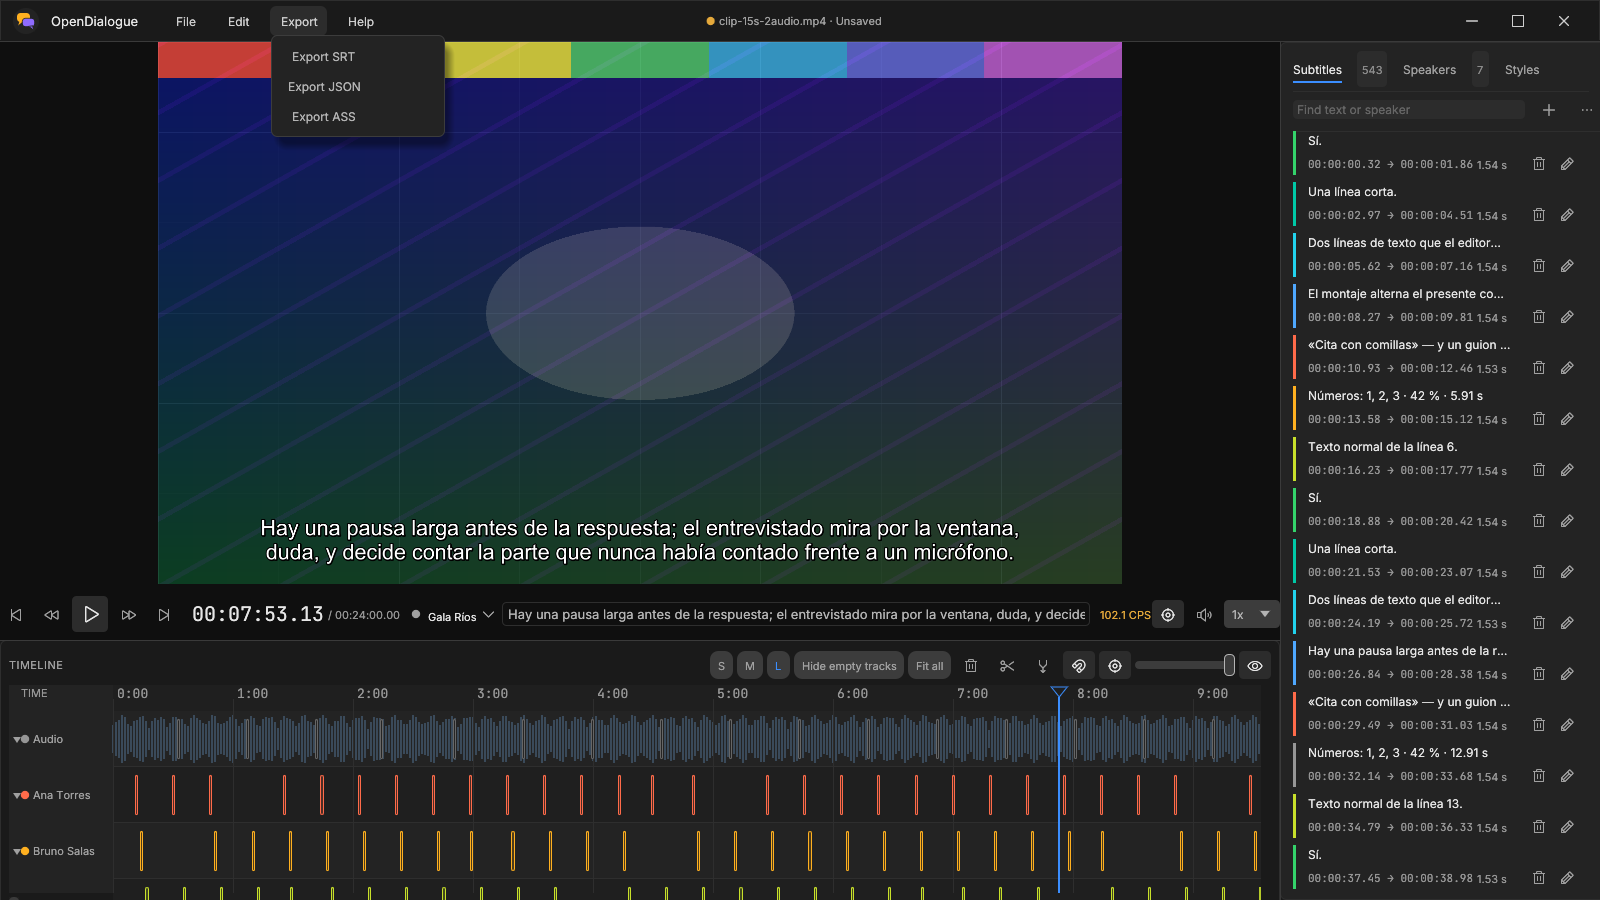 OpenDialogue
File
Edit
Export
Help
clip-15s-2audio.mp4 · Unsaved
Export SRT
Export JSON
Export ASS
Hay una pausa larga antes de la respuesta; el entrevistado mira por la ventana,
duda, y decide contar la parte que nunca había contado frente a un micrófono.
00:07:53.13 / 00:24:00.00
Gala Ríos
Hay una pausa larga antes de la respuesta; el entrevistado mira por la ventana, duda, y decide
102.1 CPS
1x
Subtitles 543
Speakers 7
Styles
Find text or speaker
Sí.
00:00:00.32 → 00:00:01.86 1.54 s
Una línea corta.
00:00:02.97 → 00:00:04.51 1.54 s
Dos líneas de texto que el editor...
00:00:05.62 → 00:00:07.16 1.54 s
El montaje alterna el presente co...
00:00:08.27 → 00:00:09.81 1.54 s
«Cita con comillas» — y un guion ...
00:00:10.93 → 00:00:12.46 1.53 s
Números: 1, 2, 3 · 42 % · 5.91 s
00:00:13.58 → 00:00:15.12 1.54 s
Texto normal de la línea 6.
00:00:16.23 → 00:00:17.77 1.54 s
Sí.
00:00:18.88 → 00:00:20.42 1.54 s
Una línea corta.
00:00:21.53 → 00:00:23.07 1.54 s
Dos líneas de texto que el editor...
00:00:24.19 → 00:00:25.72 1.53 s
Hay una pausa larga antes de la r...
00:00:26.84 → 00:00:28.38 1.54 s
«Cita con comillas» — y un guion ...
00:00:29.49 → 00:00:31.03 1.54 s
Números: 1, 2, 3 · 42 % · 12.91 s
00:00:32.14 → 00:00:33.68 1.54 s
Texto normal de la línea 13.
00:00:34.79 → 00:00:36.33 1.54 s
Sí.
00:00:37.45 → 00:00:38.98 1.53 s
TIMELINE
S
M
L
Hide empty tracks
Fit all
TIME
0:00 1:00 2:00 3:00 4:00 5:00 6:00 7:00 8:00 9:00
Audio
Ana Torres
Bruno Salas